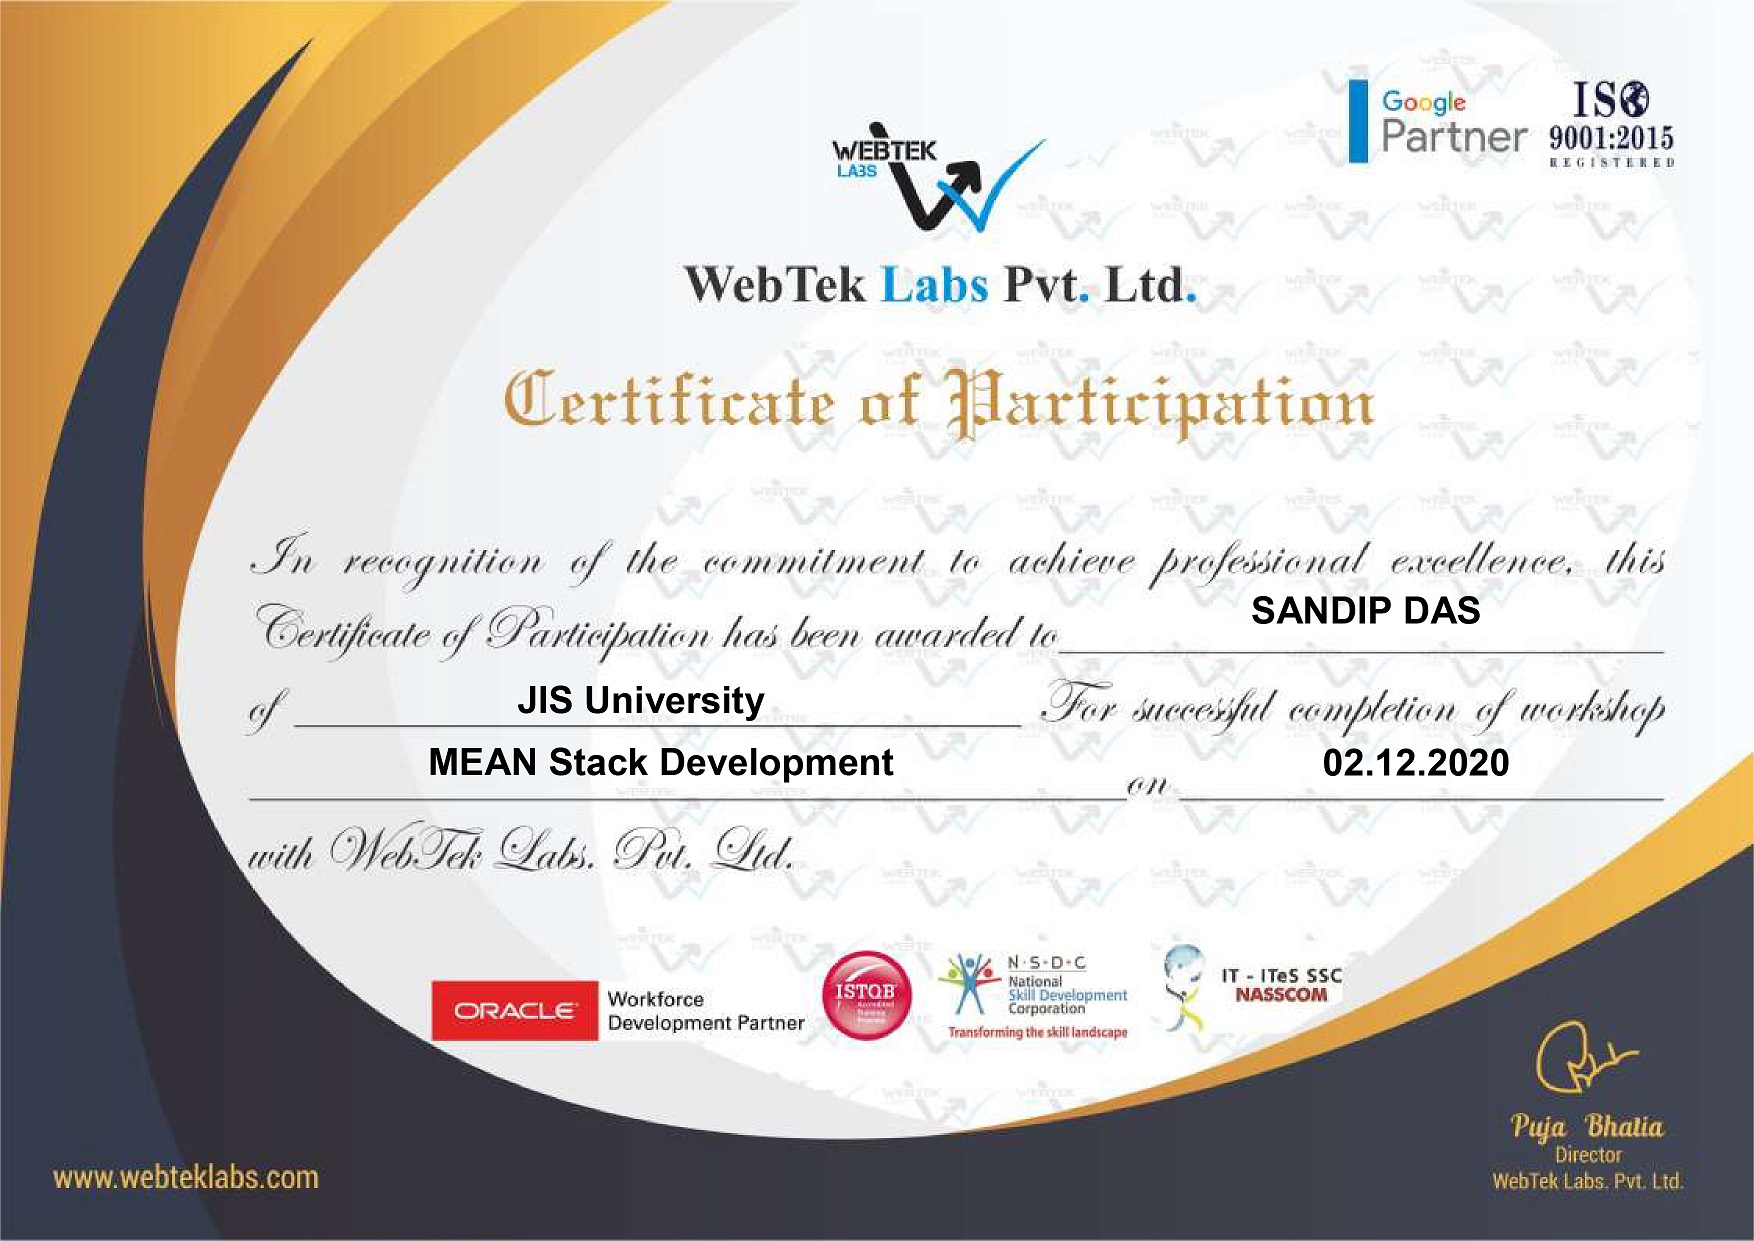 Google
Partner
ISO
9001:2015
REGISTERED
WEBTEK
LABS
WebTek Labs Pvt. Ltd.
Certificate of Participation
In recognition of the commitment to achieve professional excellence, this
Certificate of Participation has been awarded to SANDIP DAS
of JIS University For successful completion of workshop
MEAN Stack Development on 02.12.2020
with WebTek Labs. Pvt. Ltd.
ORACLE
Workforce
Development Partner
ISTQB
Accredited
Training
Provider
N·S·D·C
National
Skill Development
Corporation
Transforming the skill landscape
IT - ITeS SSC
NASSCOM
Puja Bhatia
Director
WebTek Labs. Pvt. Ltd.
www.webteklabs.com